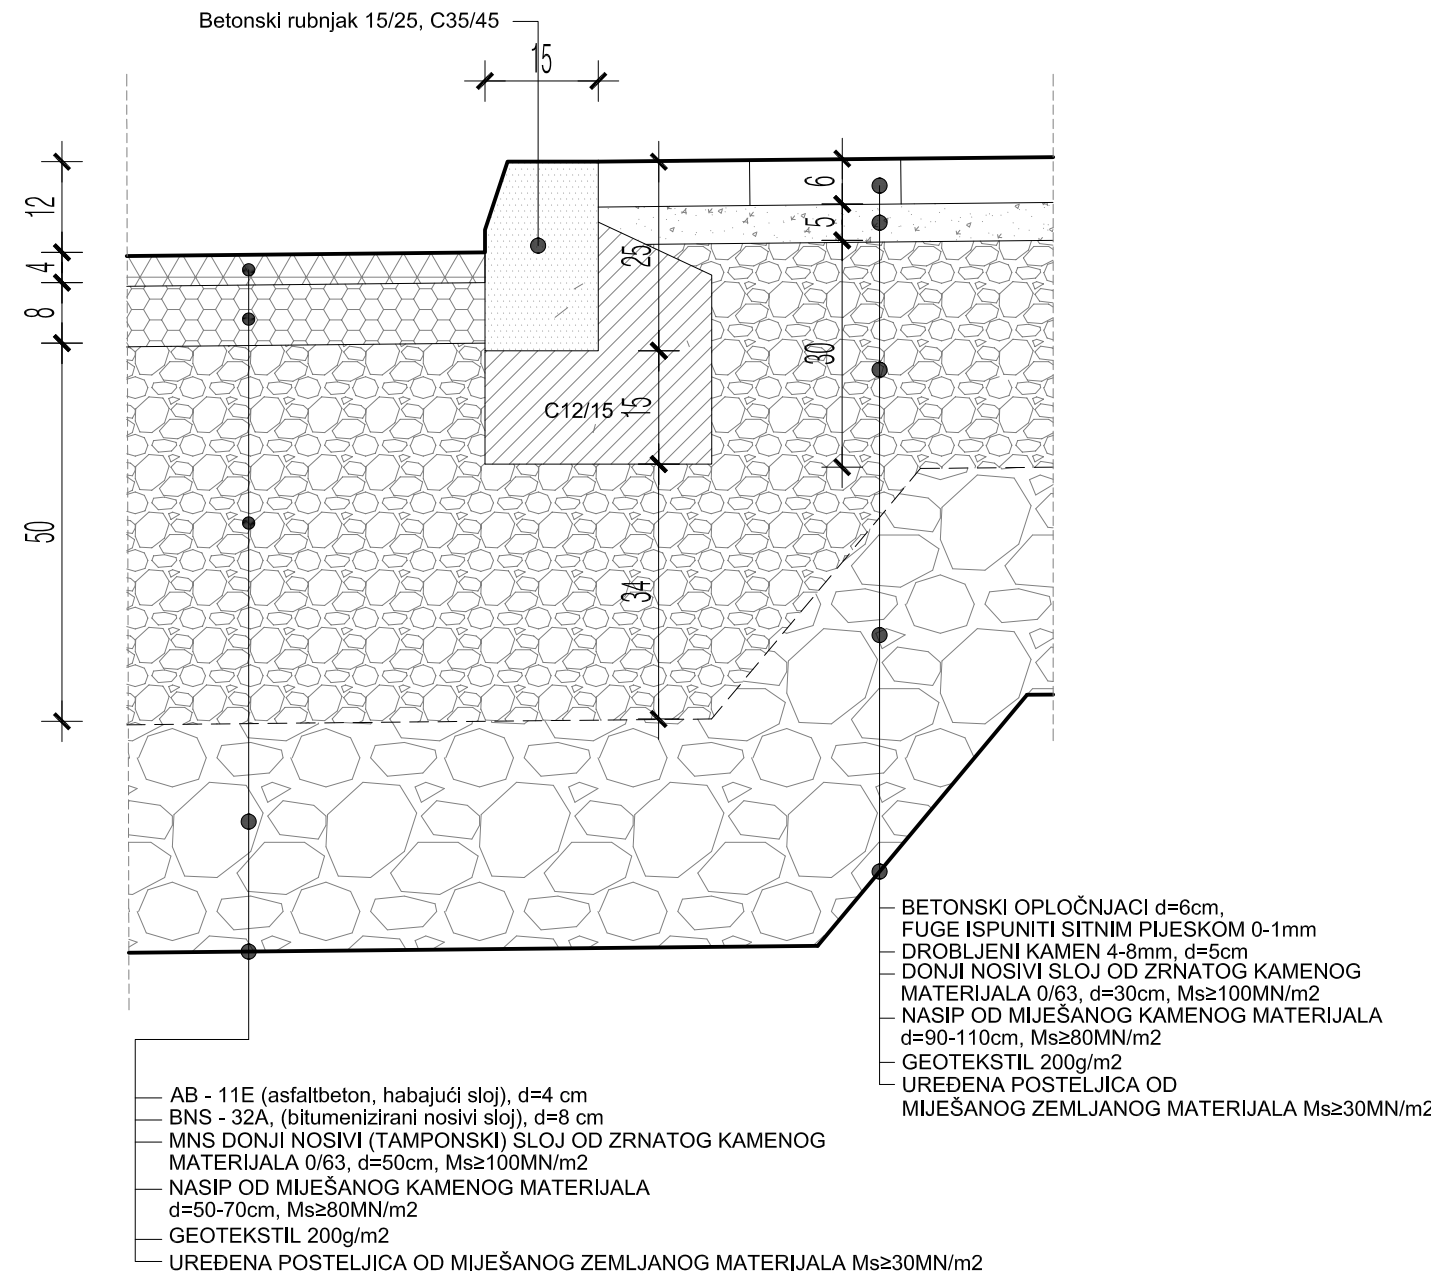 Betonski rubnjak 15/25, C35/45
15
12
4
8
50
25
15
34
C12/15
6
5
30
BETONSKI OPLOČNJACI d=6cm,
FUGE ISPUNITI SITNIM PIJESKOM 0-1mm
DROBLJENI KAMEN 4-8mm, d=5cm
DONJI NOSIVI SLOJ OD ZRNATOG KAMENOG
MATERIJALA 0/63, d=30cm, Ms≥100MN/m2
NASIP OD MIJEŠANOG KAMENOG MATERIJALA
d=90-110cm, Ms≥80MN/m2
GEOTEKSTIL 200g/m2
UREĐENA POSTELJICA OD
MIJEŠANOG ZEMLJANOG MATERIJALA Ms≥30MN/m2
AB - 11E (asfaltbeton, habajući sloj), d=4 cm
BNS - 32A, (bitumenizirani nosivi sloj), d=8 cm
MNS DONJI NOSIVI (TAMPONSKI) SLOJ OD ZRNATOG KAMENOG
MATERIJALA 0/63, d=50cm, Ms≥100MN/m2
NASIP OD MIJEŠANOG KAMENOG MATERIJALA
d=50-70cm, Ms≥80MN/m2
GEOTEKSTIL 200g/m2
UREĐENA POSTELJICA OD MIJEŠANOG ZEMLJANOG MATERIJALA Ms≥30MN/m2